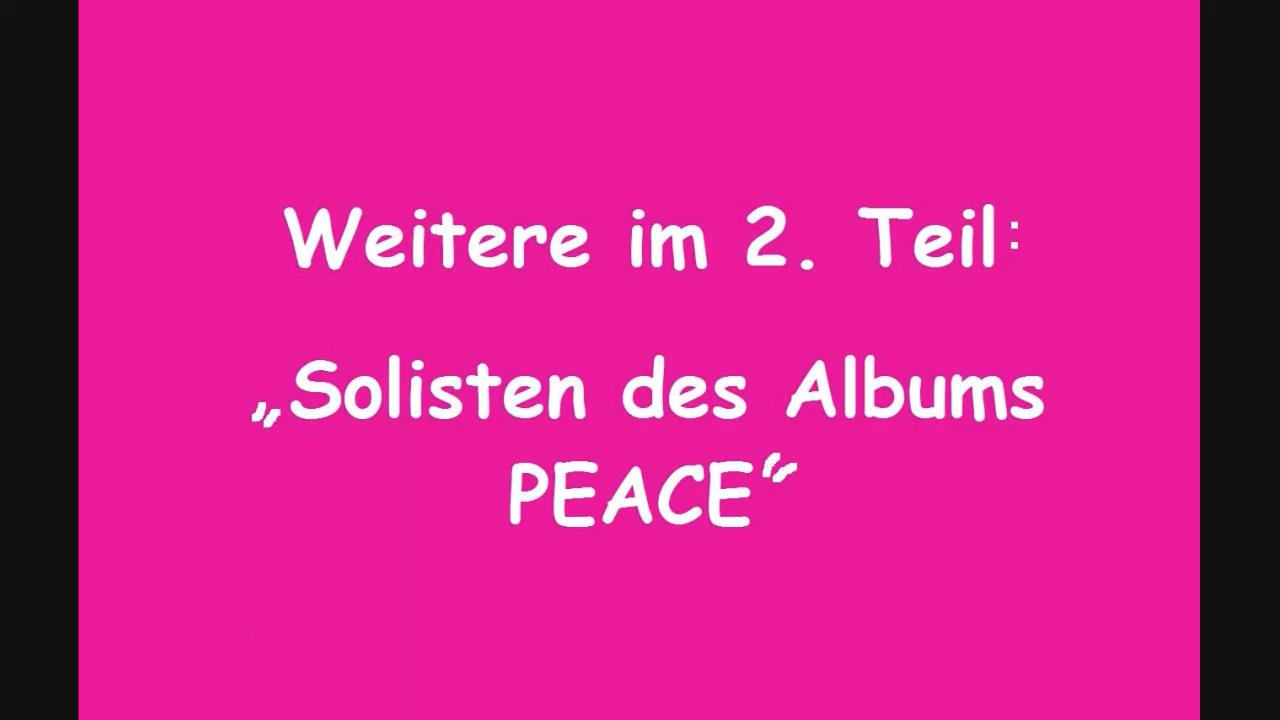 Weitere im 2. Teil:
„Solisten des Albums
PEACE“